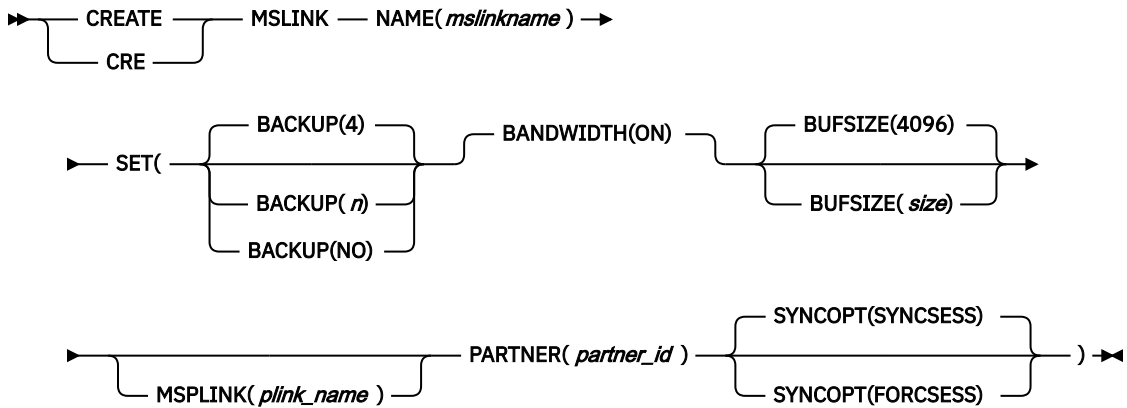 CREATE MSLINK NAME( mslinkname )
CRE
BACKUP(4) BANDWIDTH(ON) BUFSIZE(4096)
SET(
BACKUP( n) BUFSIZE( size)
BACKUP(NO)
SYNCOPT(SYNCSESS)
PARTNER( partner_id ) )
MSPLINK( plink_name ) SYNCOPT(FORCSESS)